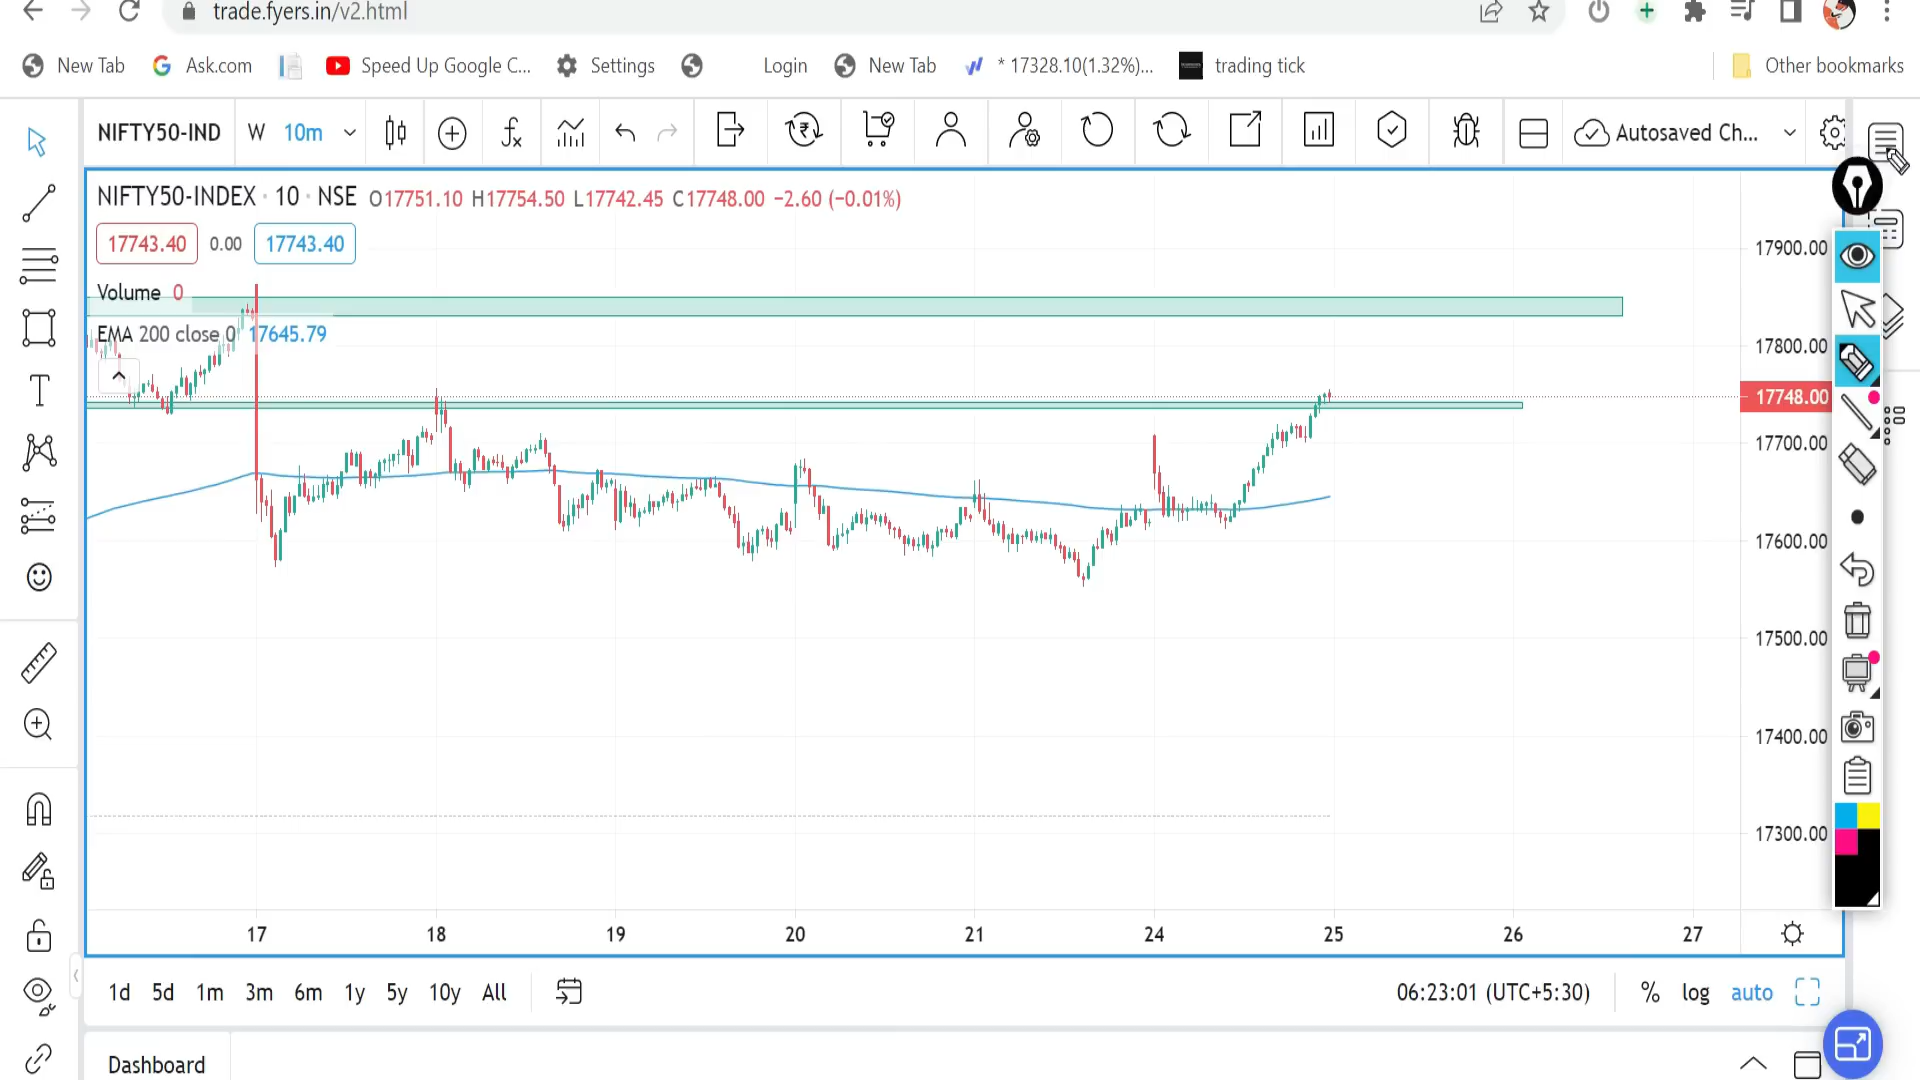 trade.fyers.in/v2.html
New Tab Ask.com Speed Up Google C... Settings Login New Tab * 17328.10(1.32%)... trading tick Other bookmarks
NIFTY50-IND W 10m Autosaved Ch...
NIFTY50-INDEX · 10 · NSE O17751.10 H17754.50 L17742.45 C17748.00 −2.60 (−0.01%)
17743.40 0.00 17743.40
17900.00
Volume 0
EMA 200 close 0 17645.79
17800.00
17748.00
17700.00
17600.00
17500.00
17400.00
17300.00
17 18 19 20 21 24 25 26 27
1d 5d 1m 3m 6m 1y 5y 10y All 06:23:01 (UTC+5:30) % log auto
Dashboard